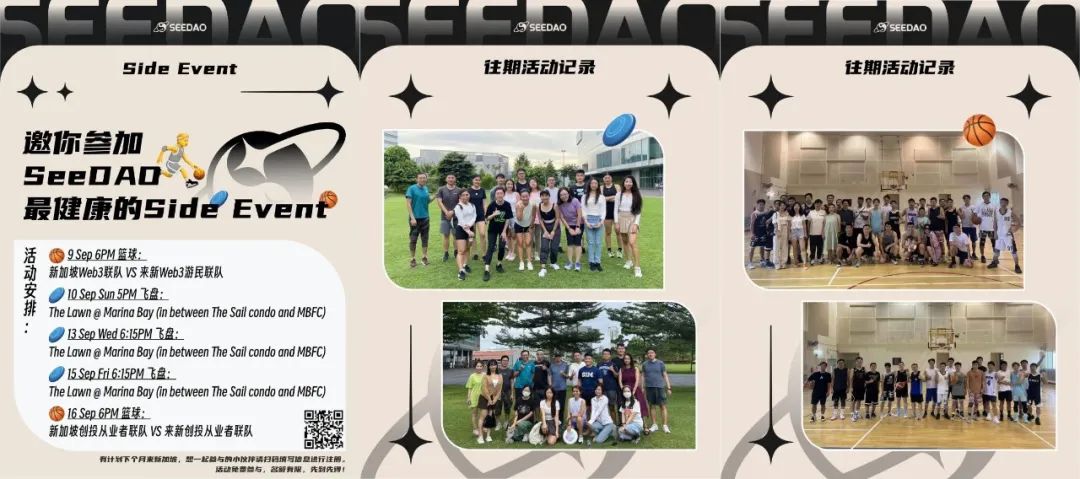 SEEDAO
SEEDAO
Side Event
邀你参加
SeeDAO
最健康的Side Event
活动安排：
9 Sep 6PM 篮球：
新加坡Web3联队 VS 来新Web3游民联队
10 Sep Sun 5PM 飞盘：
The Lawn @ Marina Bay (in between The Sail condo and MBFC)
13 Sep Wed 6:15PM 飞盘：
The Lawn @ Marina Bay (in between The Sail condo and MBFC)
15 Sep Fri 6:15PM 飞盘：
The Lawn @ Marina Bay (in between The Sail condo and MBFC)
16 Sep 6PM 篮球：
新加坡创投从业者联队 VS 来新创投从业者联队
有计划下个月来新加坡，想一起参与的小伙伴请扫码填写信息进行注册。
活动免费参与，名额有限，先到先得！
SEEDAO
SEEDAO
往期活动记录
SEEDAO
SEEDAO
往期活动记录